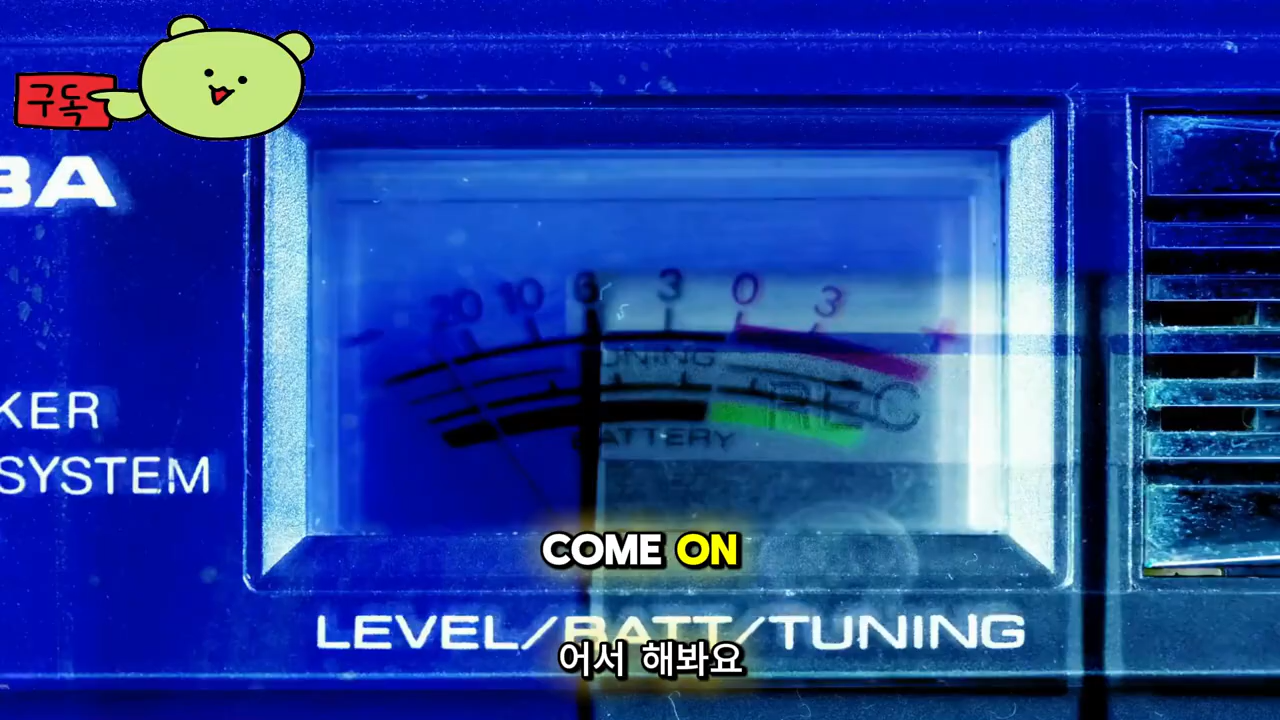 구독
BA
20 10 6 3 0 3
- +
TUNING
REC
KER
BATTERY
SYSTEM
COME ON
LEVEL/BATT/TUNING
어서 해봐요